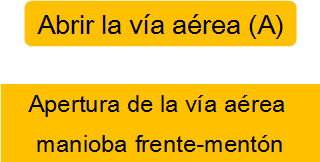 Abrir la vía aérea (A)
Apertura de la vía aérea
manioba frente-mentón